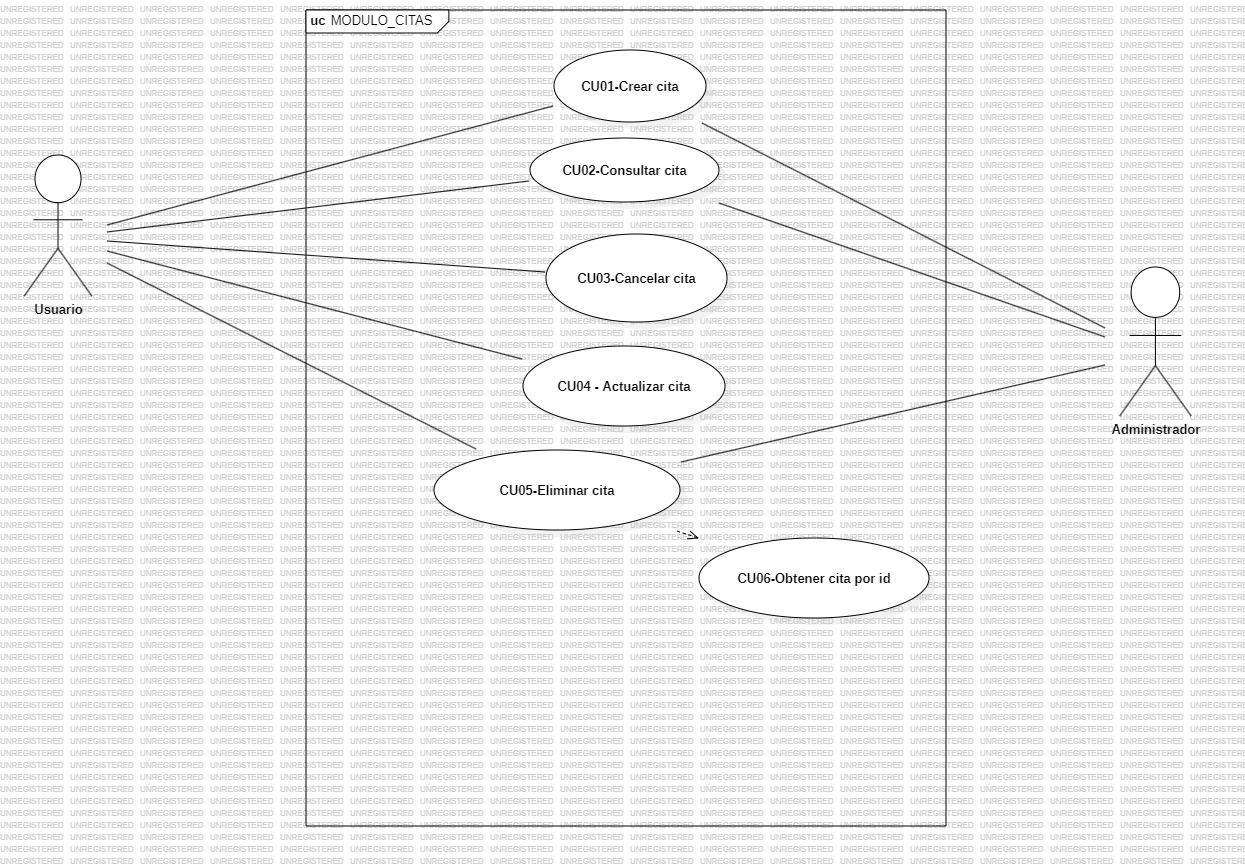 uc MODULO_CITAS
CU01-Crear cita
CU02-Consultar cita
CU03-Cancelar cita
Usuario
CU04 - Actualizar cita
Administrador
CU05-Eliminar cita
CU06-Obtener cita por id
UNREGISTERED